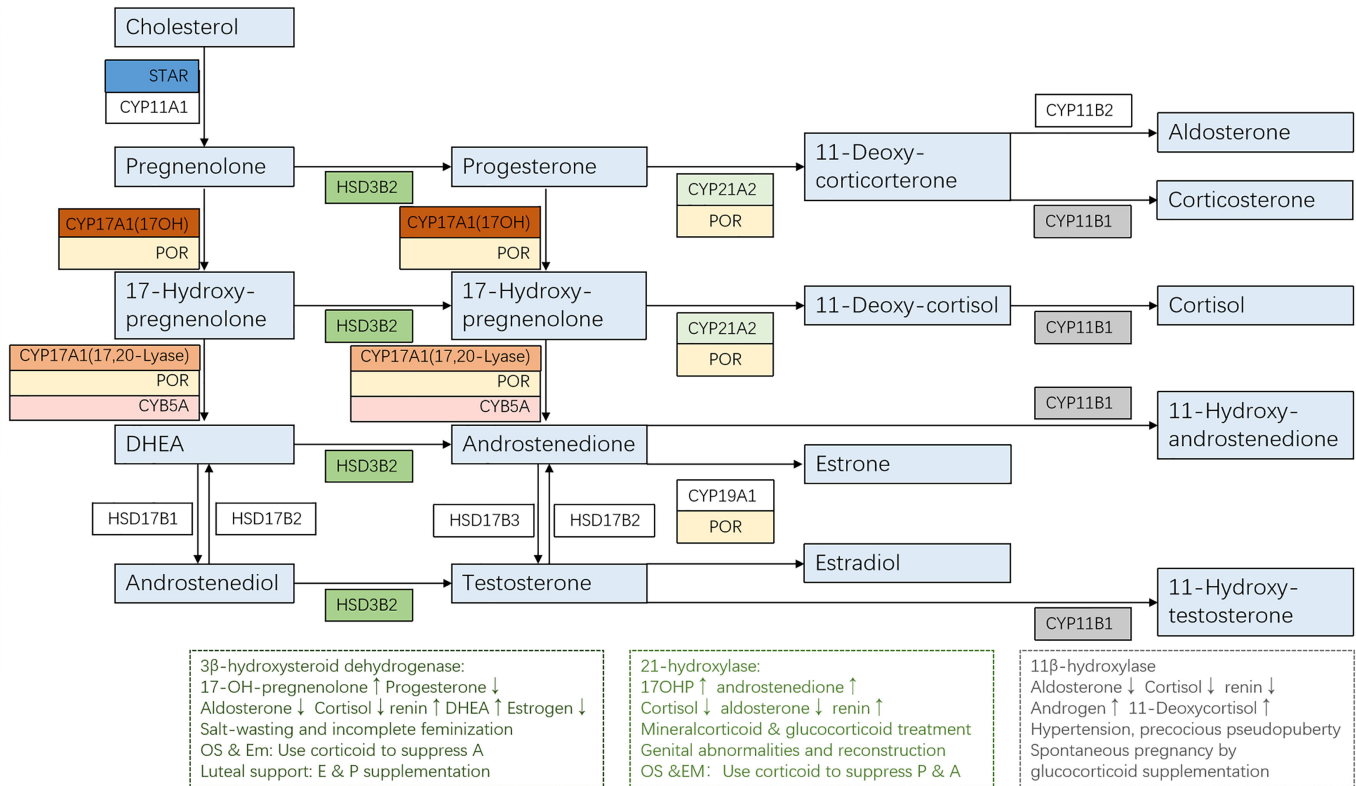 Cholesterol
STAR
CYP11A1
CYP11B2
Pregnenolone
Progesterone
11-Deoxy-
corticorterone
Aldosterone
HSD3B2
CYP21A2
POR
Corticosterone
CYP11B1
CYP17A1(17OH)
POR
CYP17A1(17OH)
POR
17-Hydroxy-
pregnenolone
17-Hydroxy-
pregnenolone
11-Deoxy-cortisol
Cortisol
HSD3B2
CYP21A2
POR
CYP11B1
CYP17A1(17,20-Lyase)
POR
CYB5A
CYP17A1(17,20-Lyase)
POR
CYB5A
CYP11B1
DHEA
Androstenedione
11-Hydroxy-
androstenedione
HSD3B2
Estrone
CYP19A1
POR
HSD17B1
HSD17B2
HSD17B3
HSD17B2
Androstenediol
Testosterone
Estradiol
11-Hydroxy-
testosterone
HSD3B2
CYP11B1
3β-hydroxysteroid dehydrogenase:
17-OH-pregnenolone ↑ Progesterone ↓
Aldosterone ↓ Cortisol ↓ renin ↑ DHEA ↑ Estrogen ↓
Salt-wasting and incomplete feminization
OS & Em: Use corticoid to suppress A
Luteal support: E & P supplementation
21-hydroxylase:
17OHP ↑ androstenedione ↑
Cortisol ↓ aldosterone ↓ renin ↑
Mineralcorticoid & glucocorticoid treatment
Genital abnormalities and reconstruction
OS &EM: Use corticoid to suppress P & A
11β-hydroxylase
Aldosterone ↓ Cortisol ↓ renin ↓
Androgen ↑ 11-Deoxycortisol ↑
Hypertension, precocious pseudopuberty
Spontaneous pregnancy by
glucocorticoid supplementation